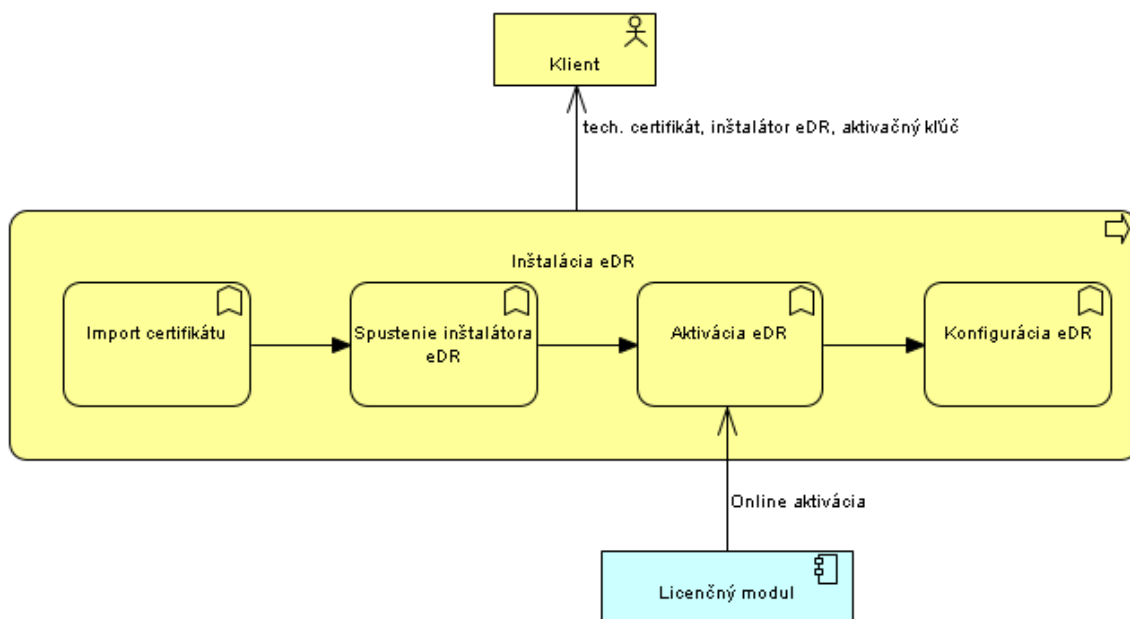 Klient
tech. certifikát, inštalátor eDR, aktivačný kľúč
Inštalácia eDR
Import certifikátu
Spustenie inštalátora
eDR
Aktivácia eDR
Konfigurácia eDR
Online aktivácia
Licenčný modul